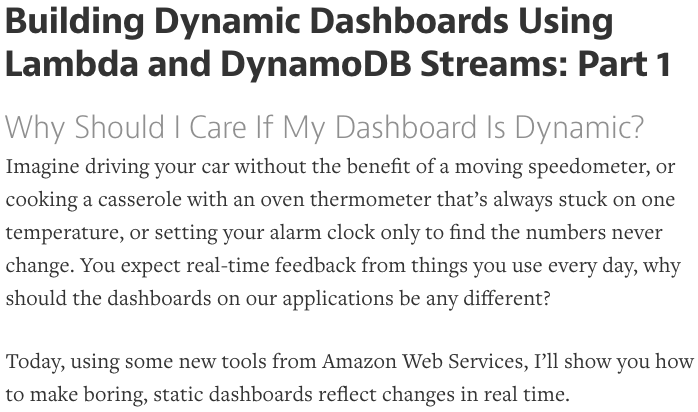 Building Dynamic Dashboards Using
Lambda and DynamoDB Streams: Part 1
Why Should I Care If My Dashboard Is Dynamic?
Imagine driving your car without the benefit of a moving speedometer, or
cooking a casserole with an oven thermometer that’s always stuck on one
temperature, or setting your alarm clock only to find the numbers never
change. You expect real-time feedback from things you use every day, why
should the dashboards on our applications be any different?
Today, using some new tools from Amazon Web Services, I’ll show you how
to make boring, static dashboards reflect changes in real time.